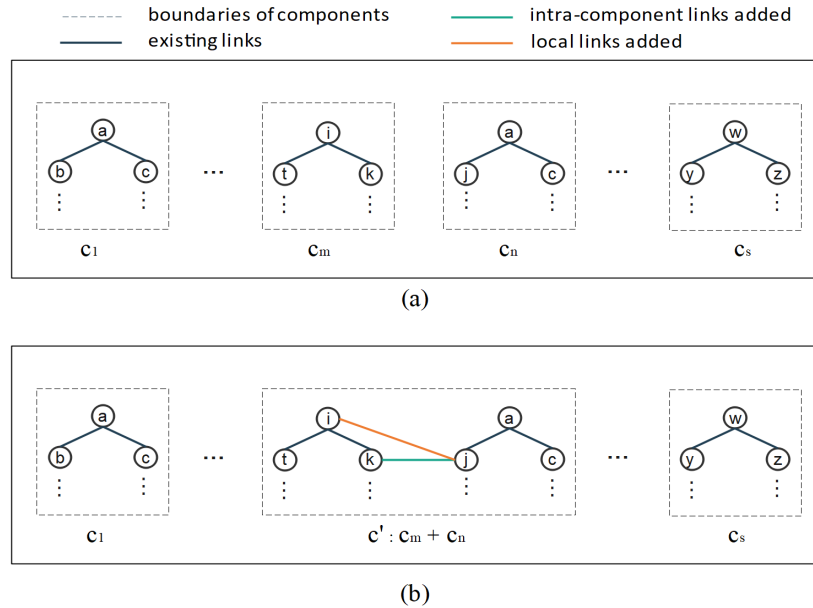 boundaries of components
intra-component links added
existing links
local links added
a i a w
b c ... t k j c ... y z
⋮ ⋮ ⋮ ⋮ ⋮ ⋮ ⋮ ⋮
c1 cm cn cs
(a)
a i a w
b c ... t k j c ... y z
⋮ ⋮ ⋮ ⋮ ⋮ ⋮ ⋮ ⋮
c1 c' : cm + cn cs
(b)